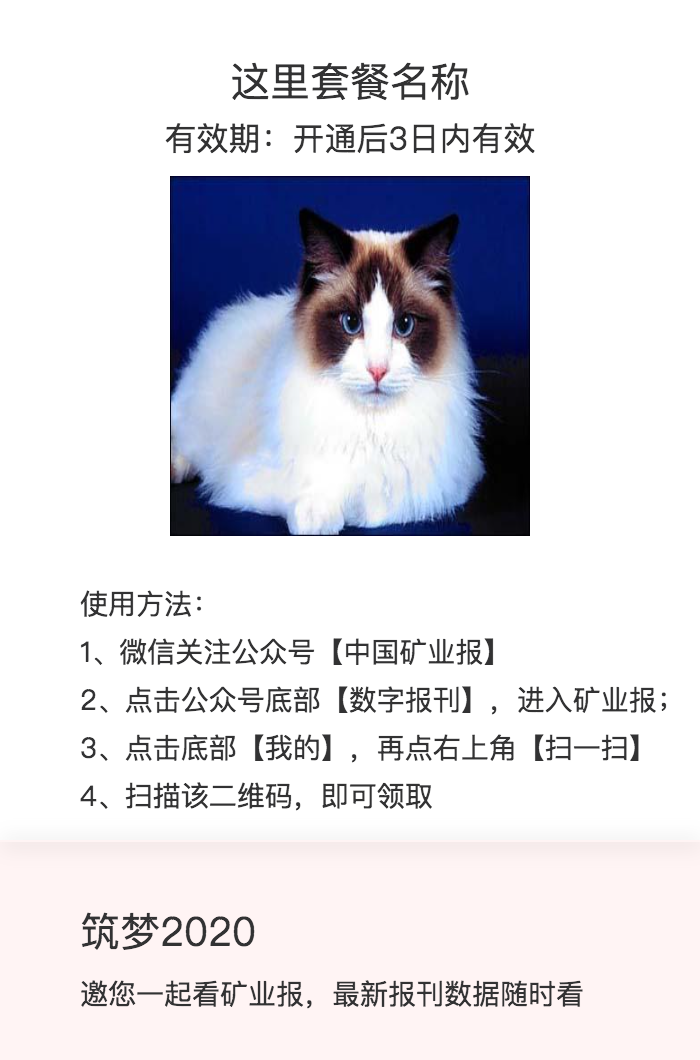 这里套餐名称
有效期：开通后3日内有效
使用方法：
1、微信关注公众号【中国矿业报】
2、点击公众号底部【数字报刊】，进入矿业报；
3、点击底部【我的】，再点右上角【扫一扫】
4、扫描该二维码，即可领取
筑梦2020
邀您一起看矿业报，最新报刊数据随时看